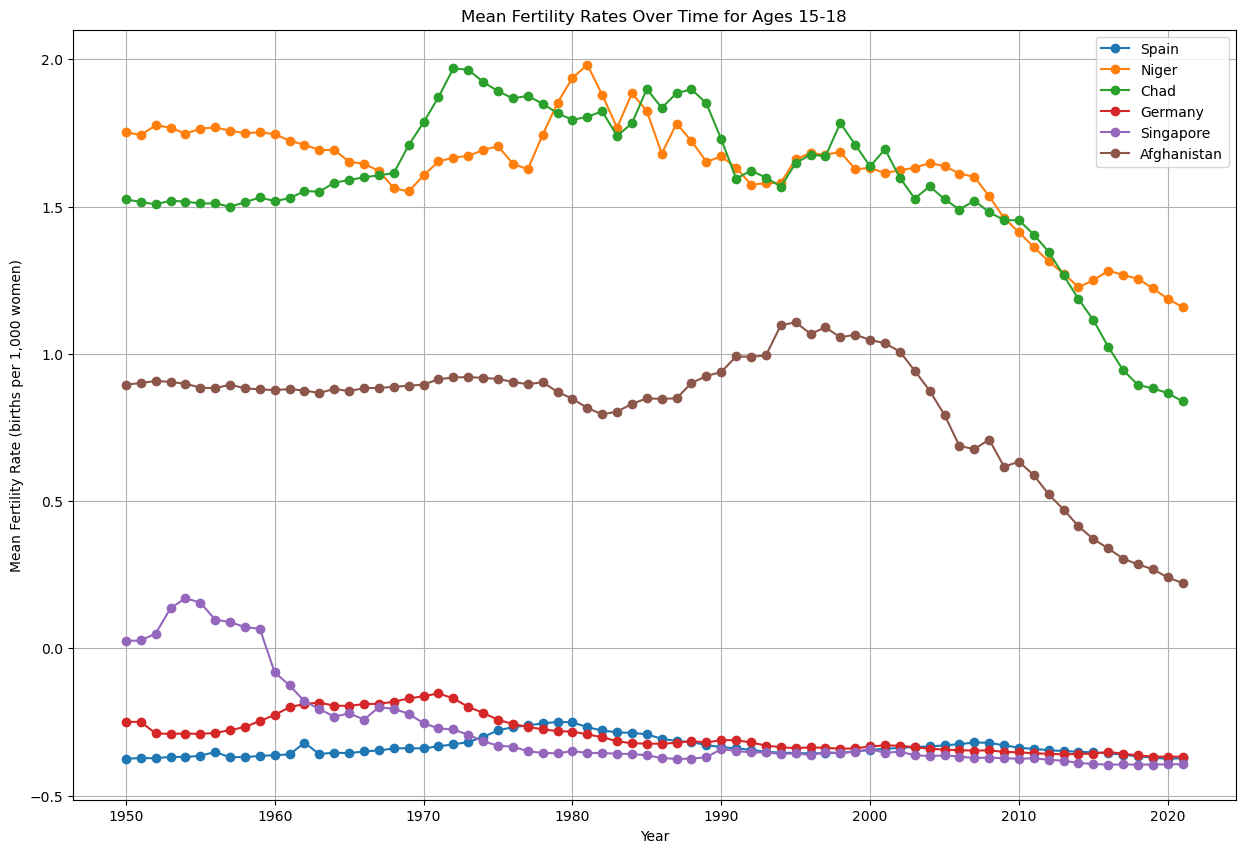 Mean Fertility Rates Over Time for Ages 15-18
Spain
Niger
Chad
Germany
Singapore
Afghanistan
Mean Fertility Rate (births per 1,000 women)
2.0
1.5
1.0
0.5
0.0
−0.5
1950 1960 1970 1980 1990 2000 2010 2020
Year